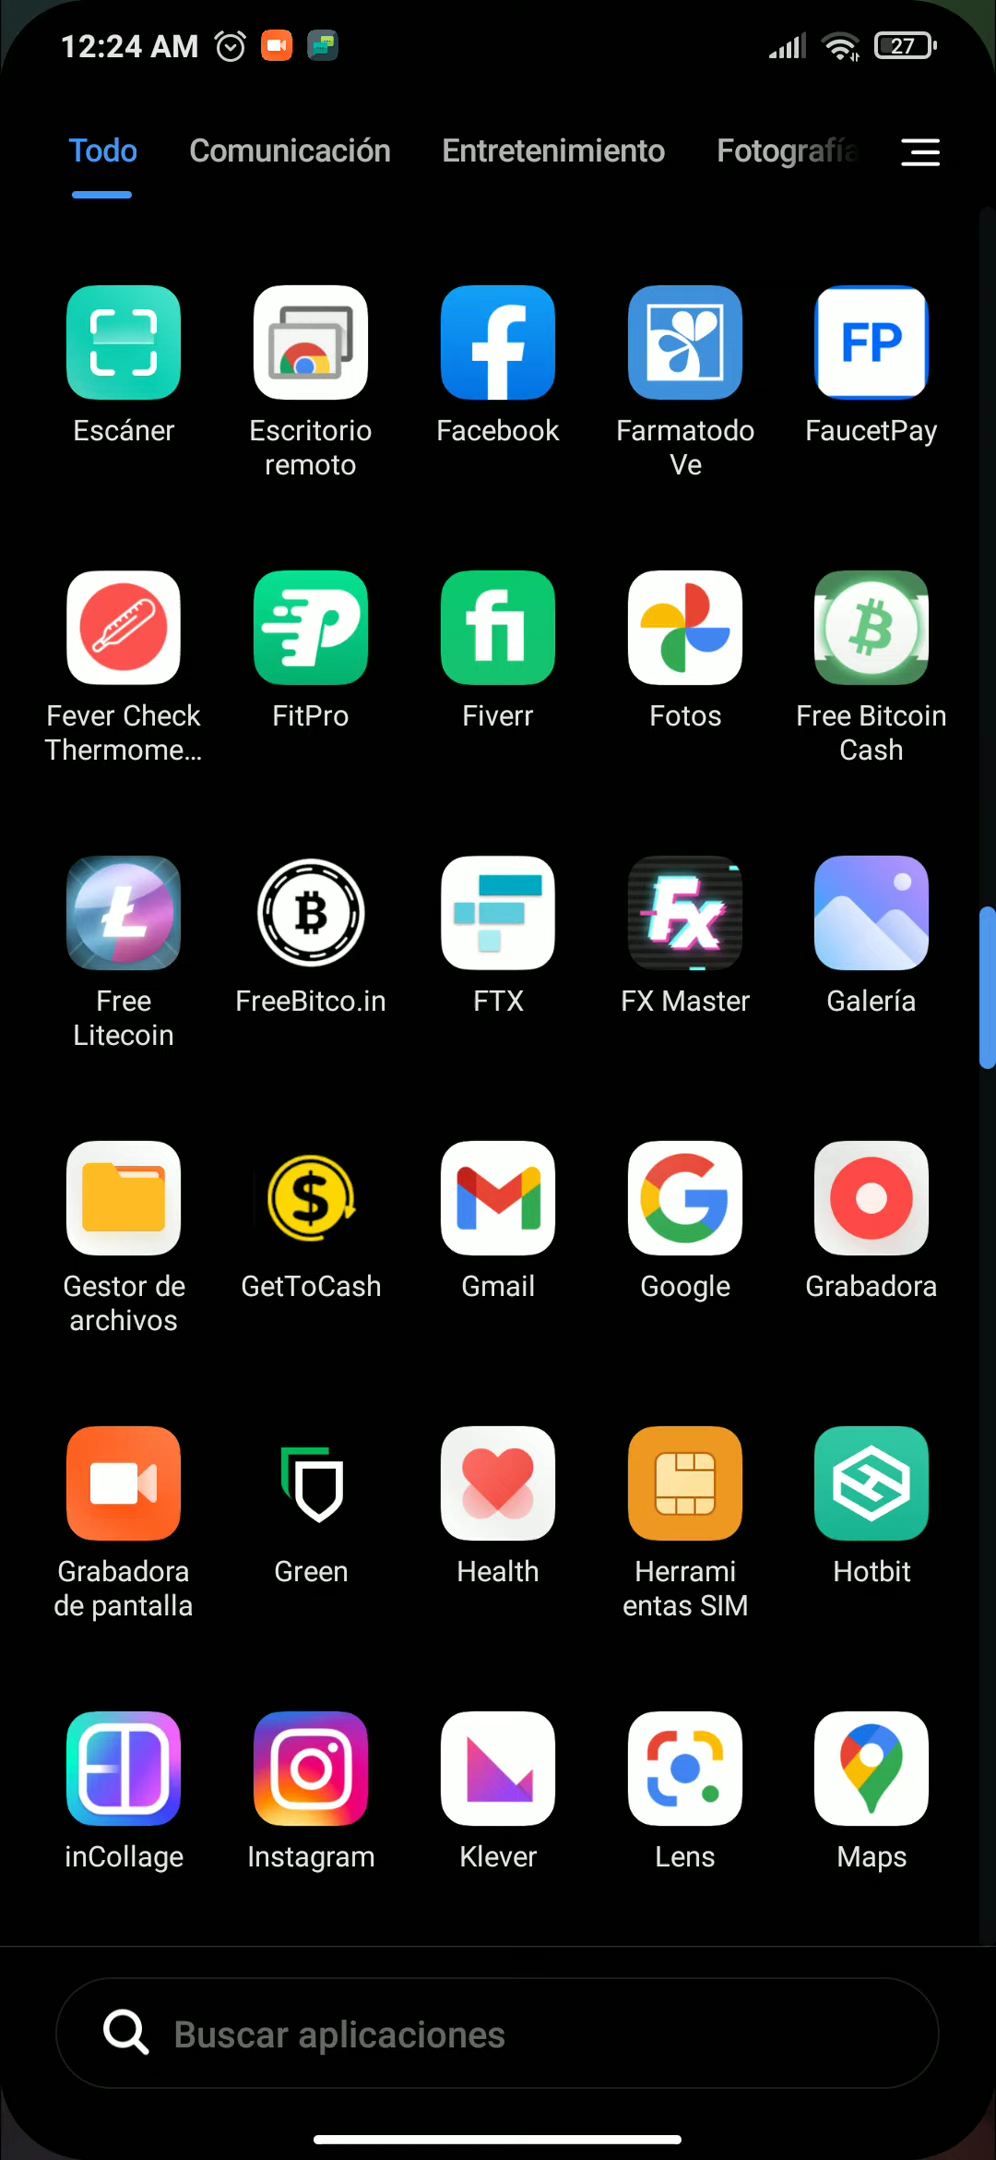 12:24 AM
27
Todo Comunicación Entretenimiento Fotografía
FP
Escáner Escritorio remoto Facebook Farmatodo Ve FaucetPay
Fever Check Thermome... FitPro Fiverr Fotos Free Bitcoin Cash
Fx
Free Litecoin FreeBitco.in FTX FX Master Galería
Gestor de archivos GetToCash Gmail Google Grabadora
Grabadora de pantalla Green Health Herrami entas SIM Hotbit
inCollage Instagram Klever Lens Maps
Buscar aplicaciones